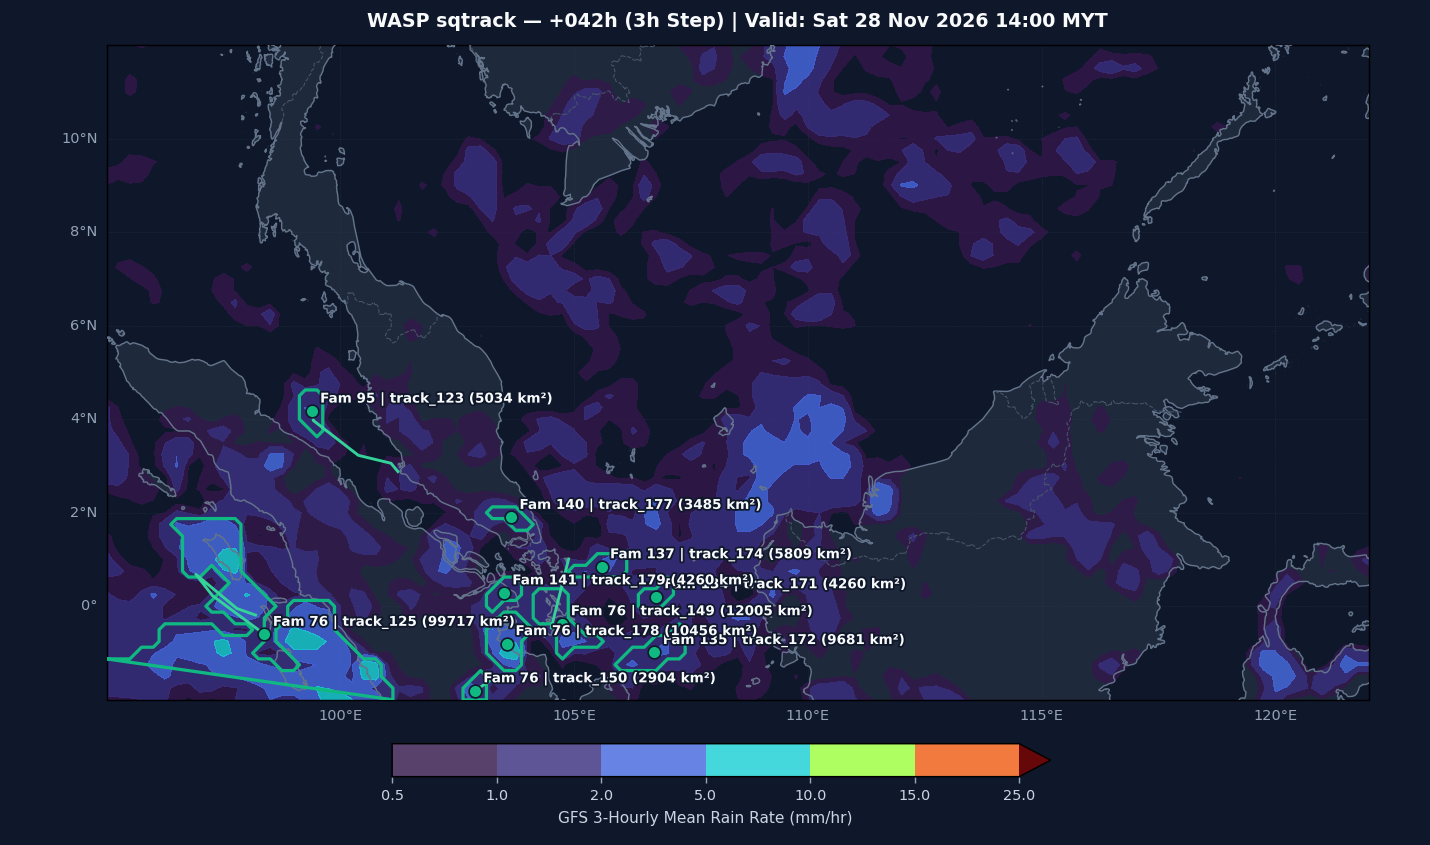 WASP sqtrack — +042h (3h Step) | Valid: Sat 28 Nov 2026 14:00 MYT
10°N
8°N
6°N
4°N
2°N
0°
Fam 95 | track_123 (5034 km²)
Fam 140 | track_177 (3485 km²)
Fam 137 | track_174 (5809 km²)
Fam 141 | track_179 (4260 km²)
track_171 (4260 km²)
Fam 76 | track_149 (12005 km²)
Fam 76 | track_125 (99717 km²)
Fam 76 | track_178 (10456 km²)
Fam 135 | track_172 (9681 km²)
Fam 76 | track_150 (2904 km²)
100°E
105°E
110°E
115°E
120°E
0.5
1.0
2.0
5.0
10.0
15.0
25.0
GFS 3-Hourly Mean Rain Rate (mm/hr)